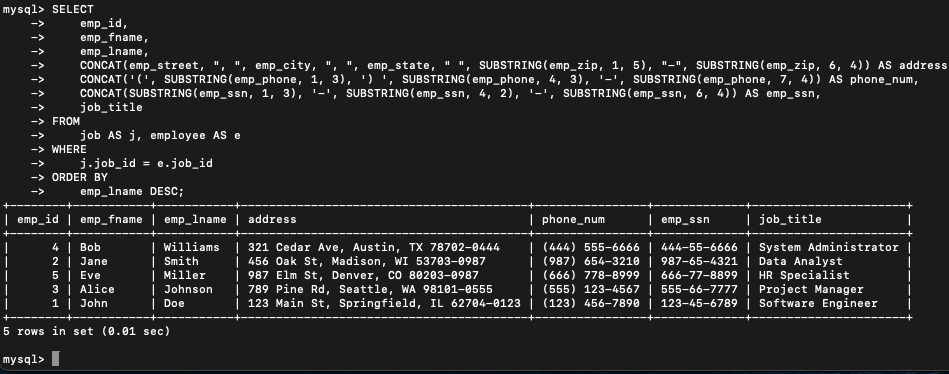 mysql> SELECT
    ->     emp_id,
    ->     emp_fname,
    ->     emp_lname,
    ->     CONCAT(emp_street, ", ", emp_city, ", ", emp_state, " ", SUBSTRING(emp_zip, 1, 5), "-", SUBSTRING(emp_zip, 6, 4)) AS address
    ->     CONCAT('(', SUBSTRING(emp_phone, 1, 3), ') ', SUBSTRING(emp_phone, 4, 3), '-', SUBSTRING(emp_phone, 7, 4)) AS phone_num,
    ->     CONCAT(SUBSTRING(emp_ssn, 1, 3), '-', SUBSTRING(emp_ssn, 4, 2), '-', SUBSTRING(emp_ssn, 6, 4)) AS emp_ssn,
    ->     job_title
    -> FROM
    ->     job AS j, employee AS e
    -> WHERE
    ->     j.job_id = e.job_id
    -> ORDER BY
    ->     emp_lname DESC;
+--------+-----------+-----------+-----------------------------------------+----------------+-------------+----------------------+
| emp_id | emp_fname | emp_lname | address                                 | phone_num      | emp_ssn     | job_title            |
+--------+-----------+-----------+-----------------------------------------+----------------+-------------+----------------------+
|      4 | Bob       | Williams  | 321 Cedar Ave, Austin, TX 78702-0444    | (444) 555-6666 | 444-55-6666 | System Administrator |
|      2 | Jane      | Smith     | 456 Oak St, Madison, WI 53703-0987      | (987) 654-3210 | 987-65-4321 | Data Analyst         |
|      5 | Eve       | Miller    | 987 Elm St, Denver, CO 80203-0987       | (666) 778-8999 | 666-77-8899 | HR Specialist        |
|      3 | Alice     | Johnson   | 789 Pine Rd, Seattle, WA 98101-0555     | (555) 123-4567 | 555-66-7777 | Project Manager      |
|      1 | John      | Doe       | 123 Main St, Springfield, IL 62704-0123 | (123) 456-7890 | 123-45-6789 | Software Engineer    |
+--------+-----------+-----------+-----------------------------------------+----------------+-------------+----------------------+
5 rows in set (0.01 sec)
mysql>